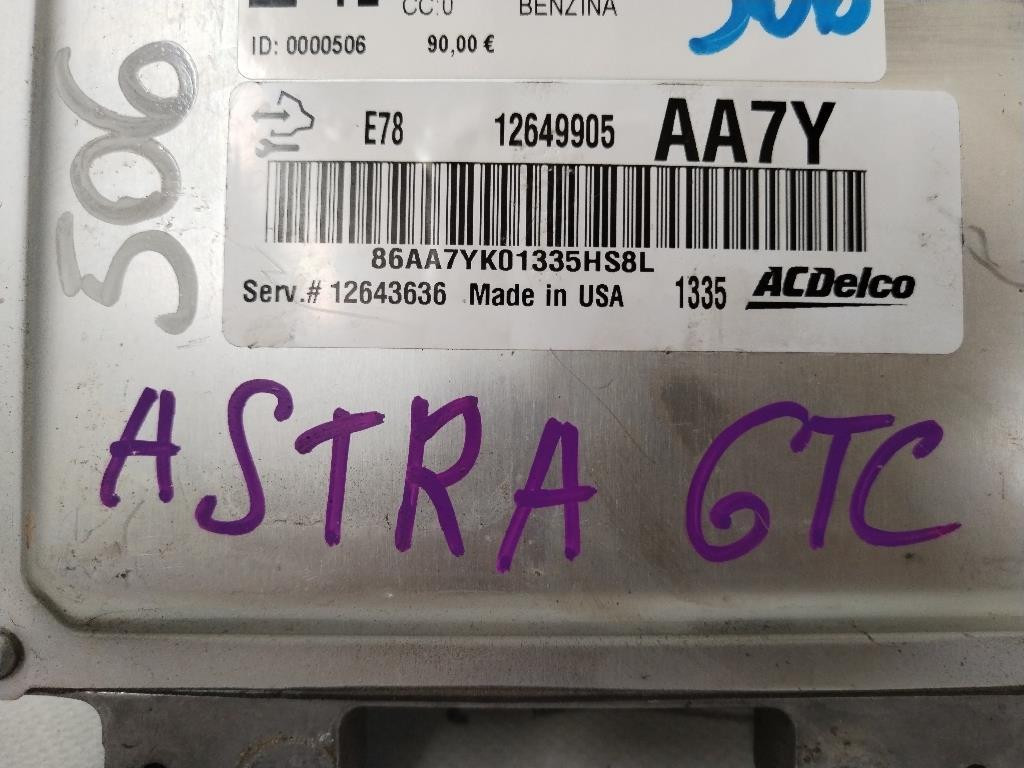 CC:0 BENZINA
ID: 0000506 90,00 €
506
506
E78 12649905 AA7Y
86AA7YK01335HS8L
Serv.# 12643636 Made in USA 1335 ACDelco
ASTRA GTC